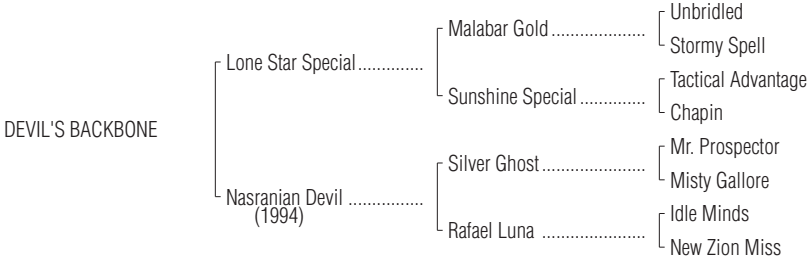 Unbridled
Malabar Gold ....................
Stormy Spell
Lone Star Special..............
Tactical Advantage
Sunshine Special ..............
Chapin
DEVIL'S BACKBONE
Mr. Prospector
Silver Ghost......................
Misty Gallore
Nasranian Devil ................
(1994)
Idle Minds
Rafael Luna ......................
New Zion Miss